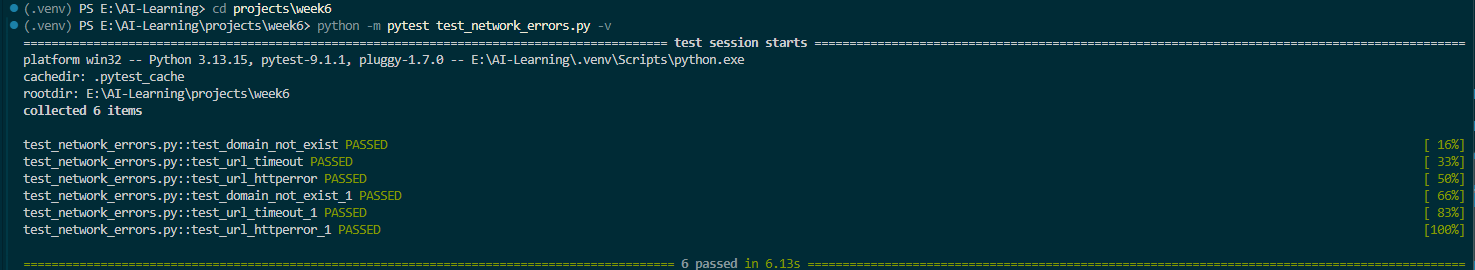 (.venv) PS E:\AI-Learning> cd projects\week6
(.venv) PS E:\AI-Learning\projects\week6> python -m pytest test_network_errors.py -v
============================================================================================ test session starts =============================================================================================
platform win32 -- Python 3.13.15, pytest-9.1.1, pluggy-1.7.0 -- E:\AI-Learning\.venv\Scripts\python.exe
cachedir: .pytest_cache
rootdir: E:\AI-Learning\projects\week6
collected 6 items
test_network_errors.py::test_domain_not_exist PASSED [ 16%]
test_network_errors.py::test_url_timeout PASSED [ 33%]
test_network_errors.py::test_url_httperror PASSED [ 50%]
test_network_errors.py::test_domain_not_exist_1 PASSED [ 66%]
test_network_errors.py::test_url_timeout_1 PASSED [ 83%]
test_network_errors.py::test_url_httperror_1 PASSED [100%]
============================================================================================= 6 passed in 6.13s ==============================================================================================